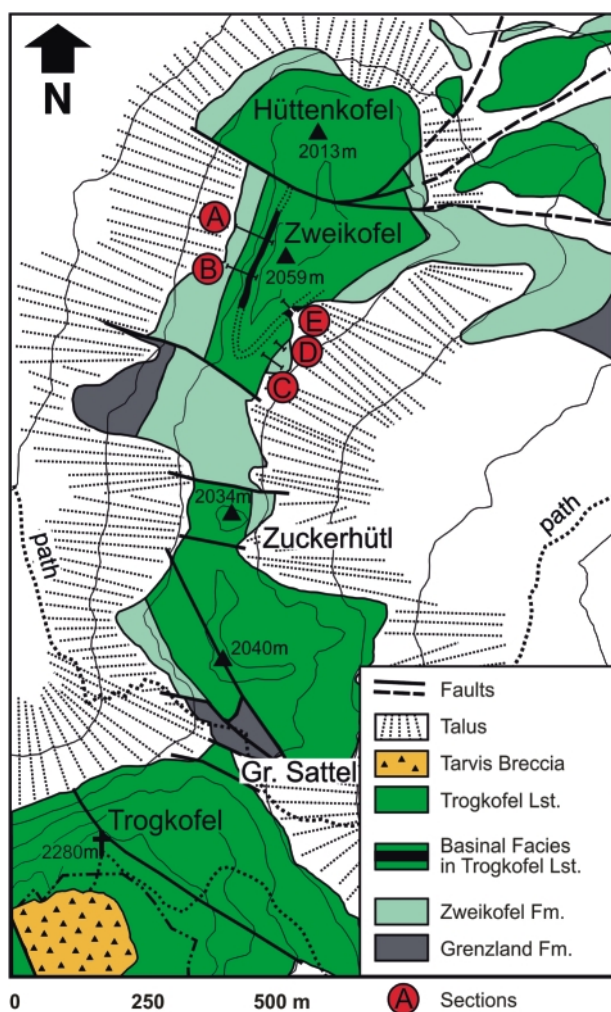 N
Hüttenkofel
2013m
A
Zweikofel
B
2059m
E
D
C
2034m
Zuckerhütl
path
path
2040m
Gr. Sattel
Trogkofel
2280m
Faults
Talus
Tarvis Breccia
Trogkofel Lst.
Basinal Facies
in Trogkofel Lst.
Zweikofel Fm.
Grenzland Fm.
0 250 500 m
A Sections